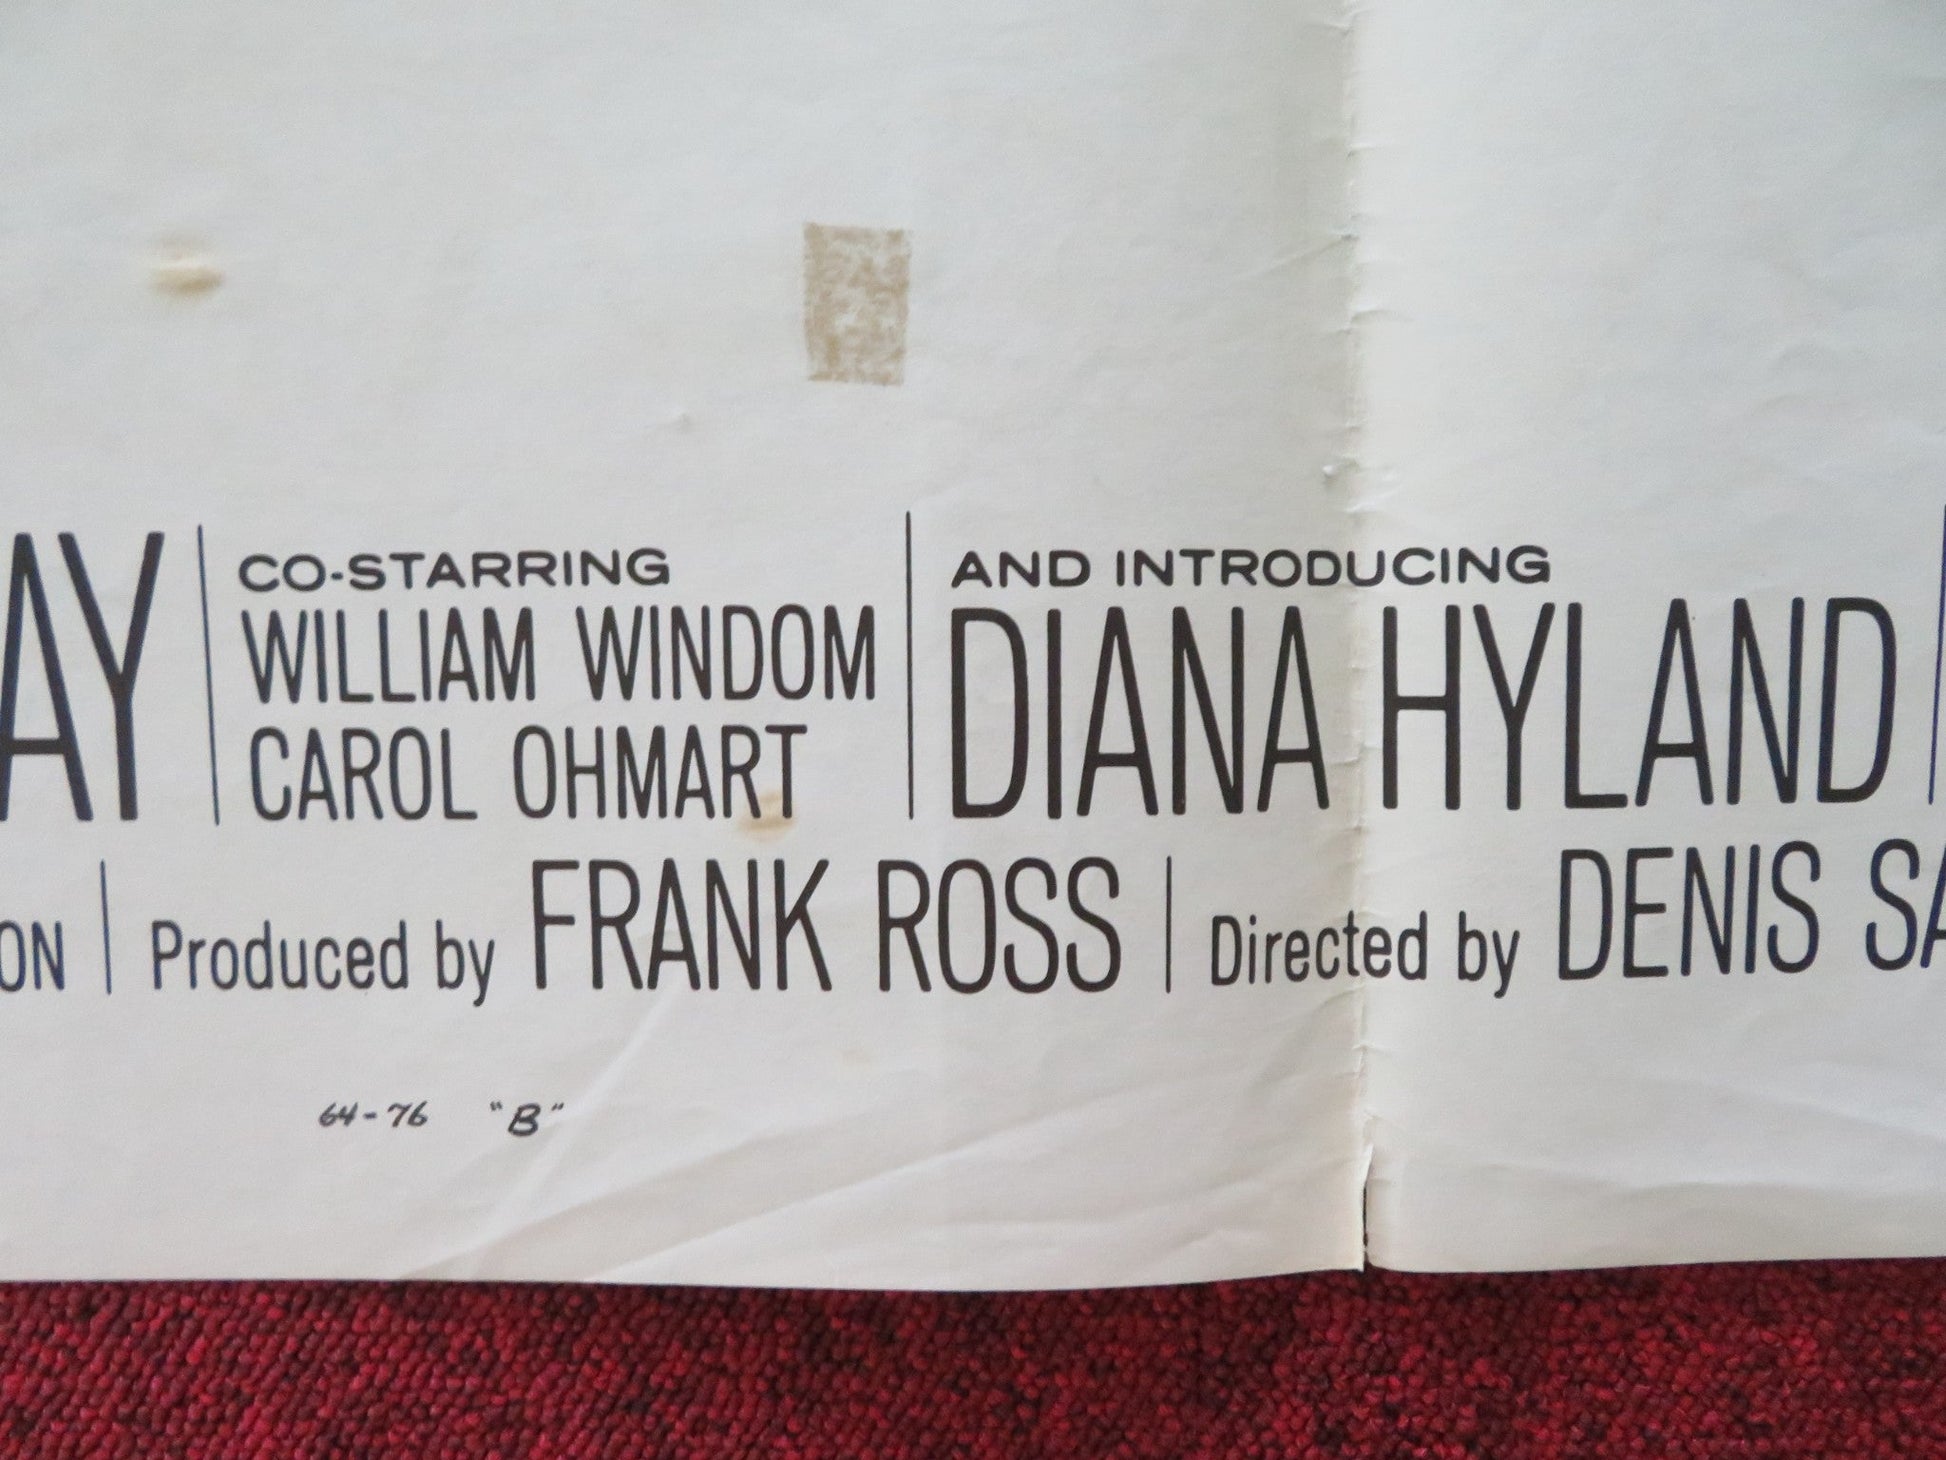 AY
CO-STARRING
WILLIAM WINDOM
CAROL OHMART
AND INTRODUCING
DIANA HYLAND
ON
Produced by FRANK ROSS
Directed by DENIS SA
64-76 "B"